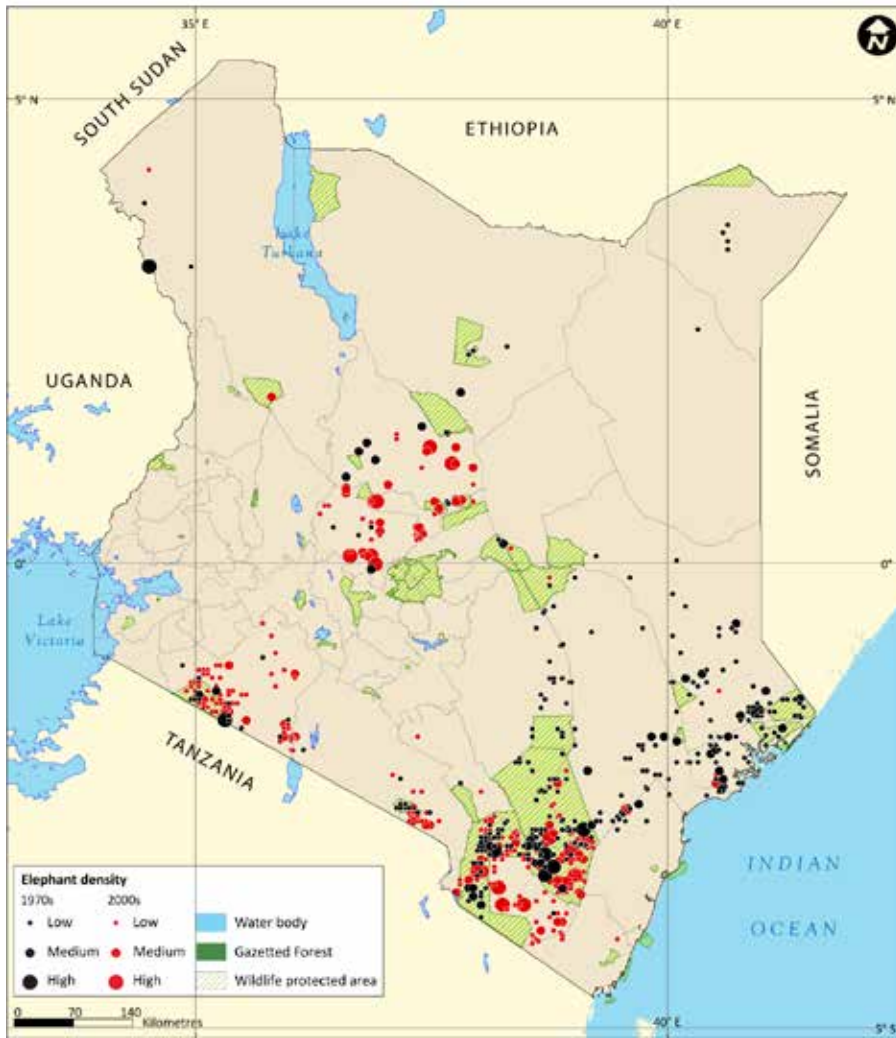 35° E
40° E
N
SOUTH SUDAN
5° N
5° N
ETHIOPIA
Lake
Turkana
UGANDA
SOMALIA
0°
0°
Lake
Victoria
TANZANIA
INDIAN
OCEAN
Elephant density
1970s 2000s
Low Low Water body
Medium Medium Gazetted Forest
High High Wildlife protected area
0 70 140
Kilometres
40° E
5° S